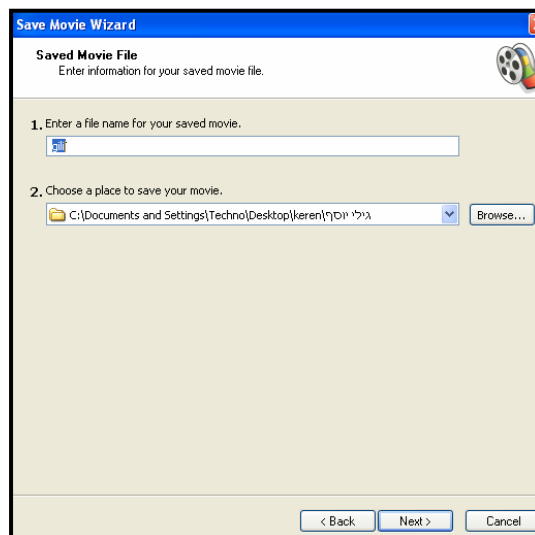 Save Movie Wizard
Saved Movie File
Enter information for your saved movie file.
1. Enter a file name for your saved movie.
gili
2. Choose a place to save your movie.
C:\Documents and Settings\Techno\Desktop\keren\גילי יוסף
Browse...
< Back
Next >
Cancel